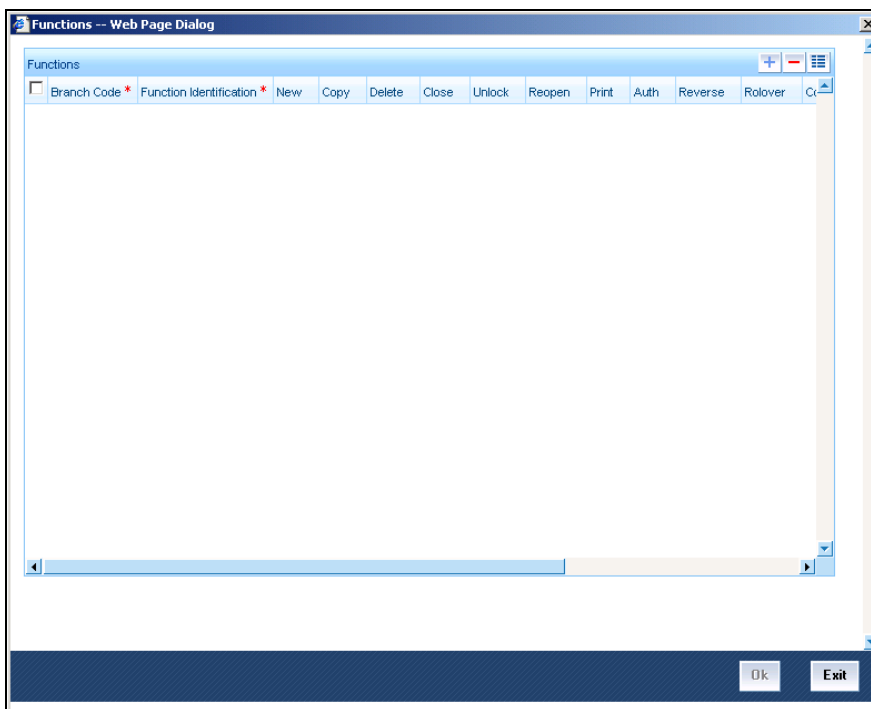 Functions -- Web Page Dialog
Functions
Branch Code * Function Identification * New Copy Delete Close Unlock Reopen Print Auth Reverse Rolover
Ok Exit